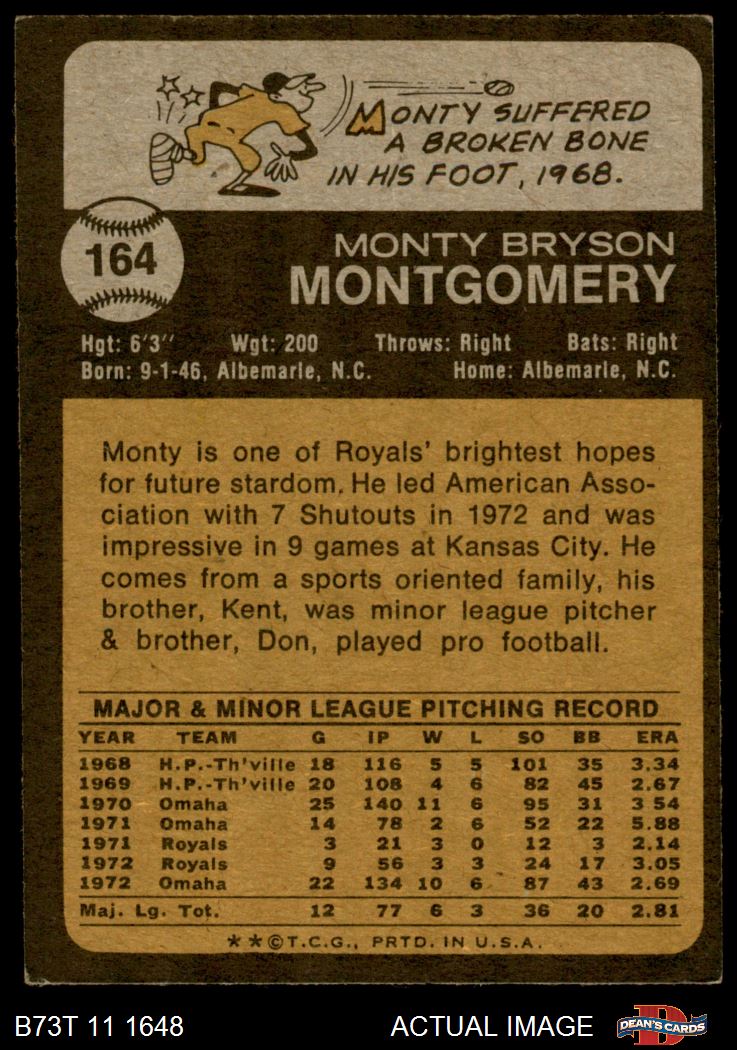 MONTY SUFFERED
A BROKEN BONE
IN HIS FOOT, 1968.
164
MONTY BRYSON
MONTGOMERY
Hgt: 6'3" Wgt: 200 Throws: Right Bats: Right
Born: 9-1-46, Albemarle, N.C. Home: Albemarle, N.C.
Monty is one of Royals' brightest hopes
for future stardom. He led American Asso-
ciation with 7 Shutouts in 1972 and was
impressive in 9 games at Kansas City. He
comes from a sports oriented family, his
brother, Kent, was minor league pitcher
& brother, Don, played pro football.
MAJOR & MINOR LEAGUE PITCHING RECORD
YEAR TEAM G IP W L SO BB ERA
1968 H.P.-Th'ville 18 116 5 5 101 35 3.34
1969 H.P.-Th'ville 20 108 4 6 82 45 2.67
1970 Omaha 25 140 11 6 95 31 3 54
1971 Omaha 14 78 2 6 52 22 5.88
1971 Royals 3 21 3 0 12 3 2.14
1972 Royals 9 56 3 3 24 17 3.05
1972 Omaha 22 134 10 6 87 43 2.69
Maj. Lg. Tot. 12 77 6 3 36 20 2.81
**©T.C.G., PRTD. IN U.S.A.
B73T 11 1648 ACTUAL IMAGE D DEAN'S CARDS